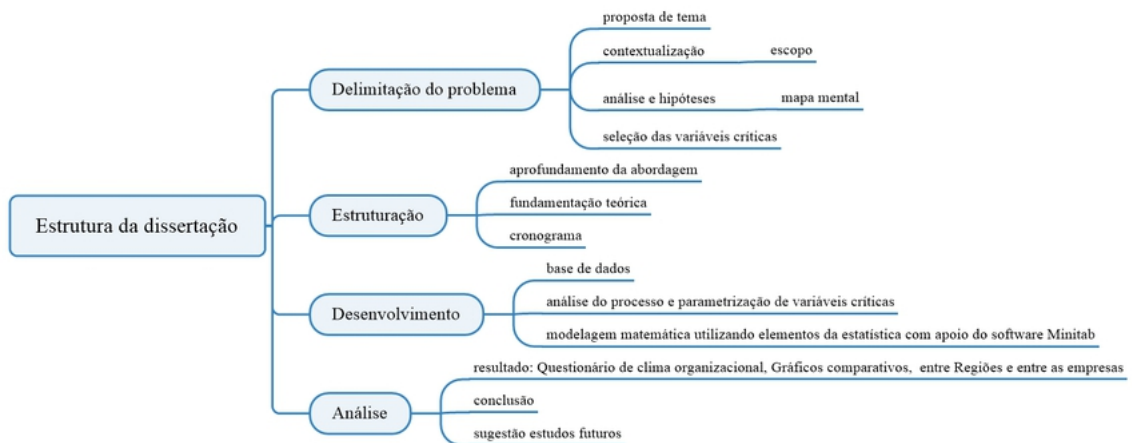 Estrutura da dissertação
Delimitação do problema
proposta de tema
contextualização
escopo
análise e hipóteses
mapa mental
seleção das variáveis críticas
Estruturação
aprofundamento da abordagem
fundamentação teórica
cronograma
Desenvolvimento
base de dados
análise do processo e parametrização de variáveis críticas
modelagem matemática utilizando elementos da estatística com apoio do software Minitab
Análise
resultado: Questionário de clima organizacional, Gráficos comparativos, entre Regiões e entre as empresas
conclusão
sugestão estudos futuros